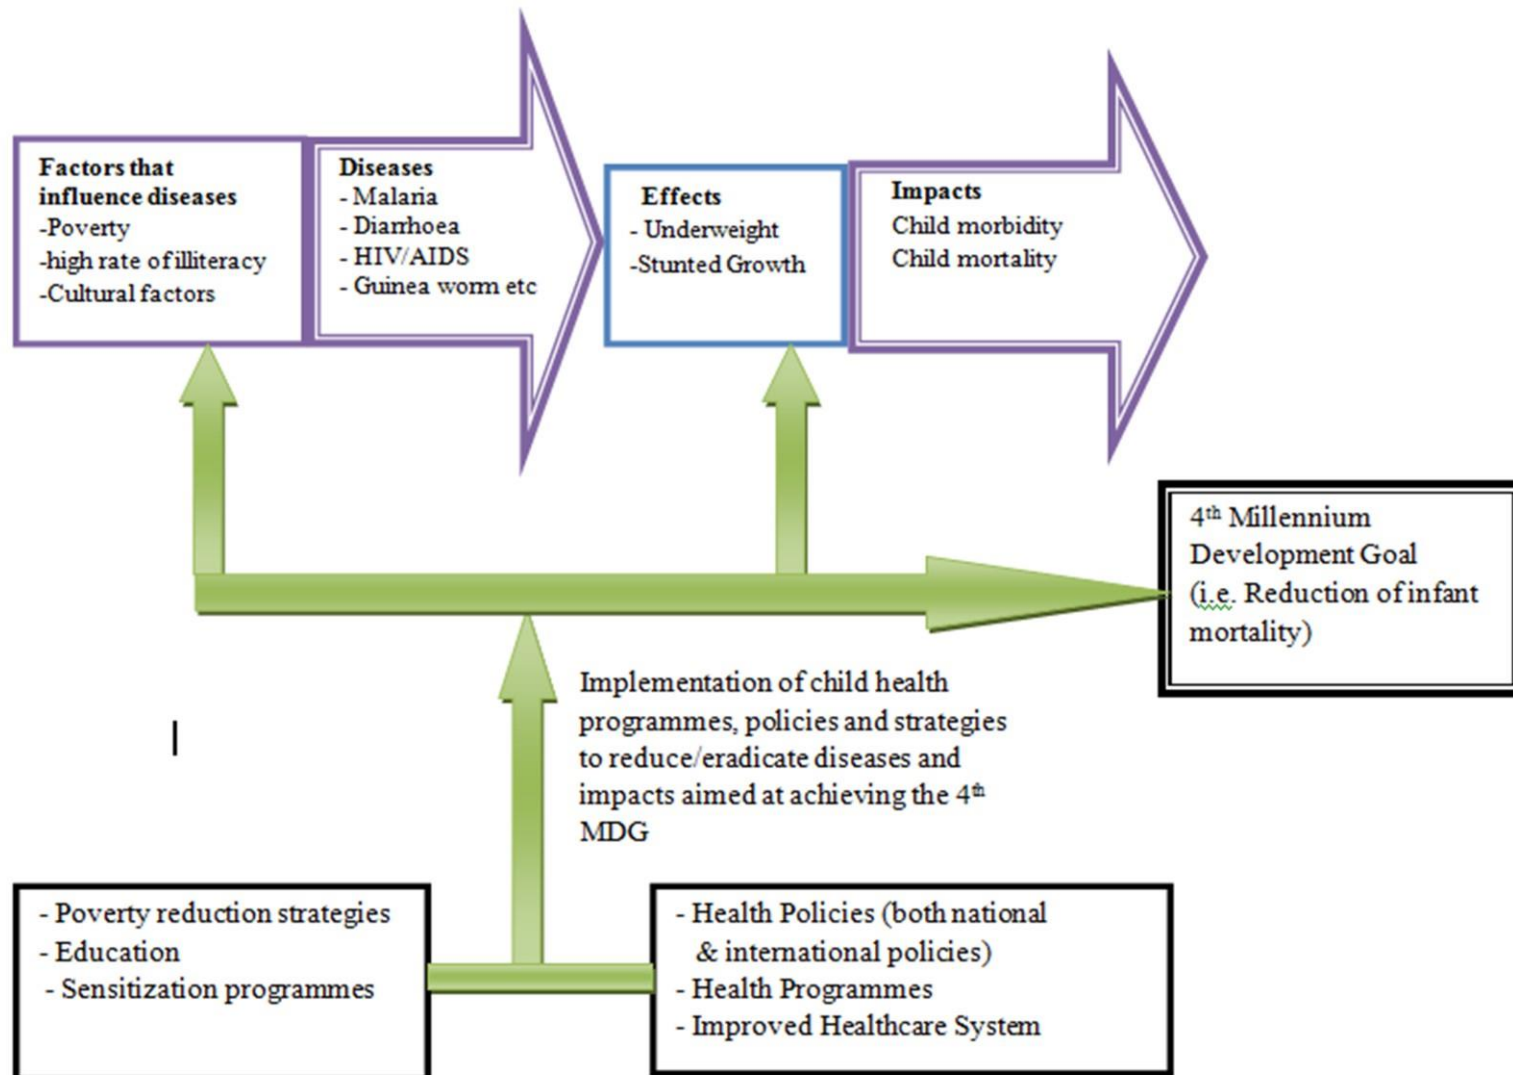 Factors that
influence diseases
-Poverty
-high rate of illiteracy
-Cultural factors
Diseases
- Malaria
- Diarrhoea
- HIV/AIDS
- Guinea worm etc
Effects
- Underweight
-Stunted Growth
Impacts
Child morbidity
Child mortality
4th Millennium
Development Goal
(i.e. Reduction of infant
mortality)
Implementation of child health
programmes, policies and strategies
to reduce/eradicate diseases and
impacts aimed at achieving the 4th
MDG
- Poverty reduction strategies
- Education
- Sensitization programmes
- Health Policies (both national
& international policies)
- Health Programmes
- Improved Healthcare System